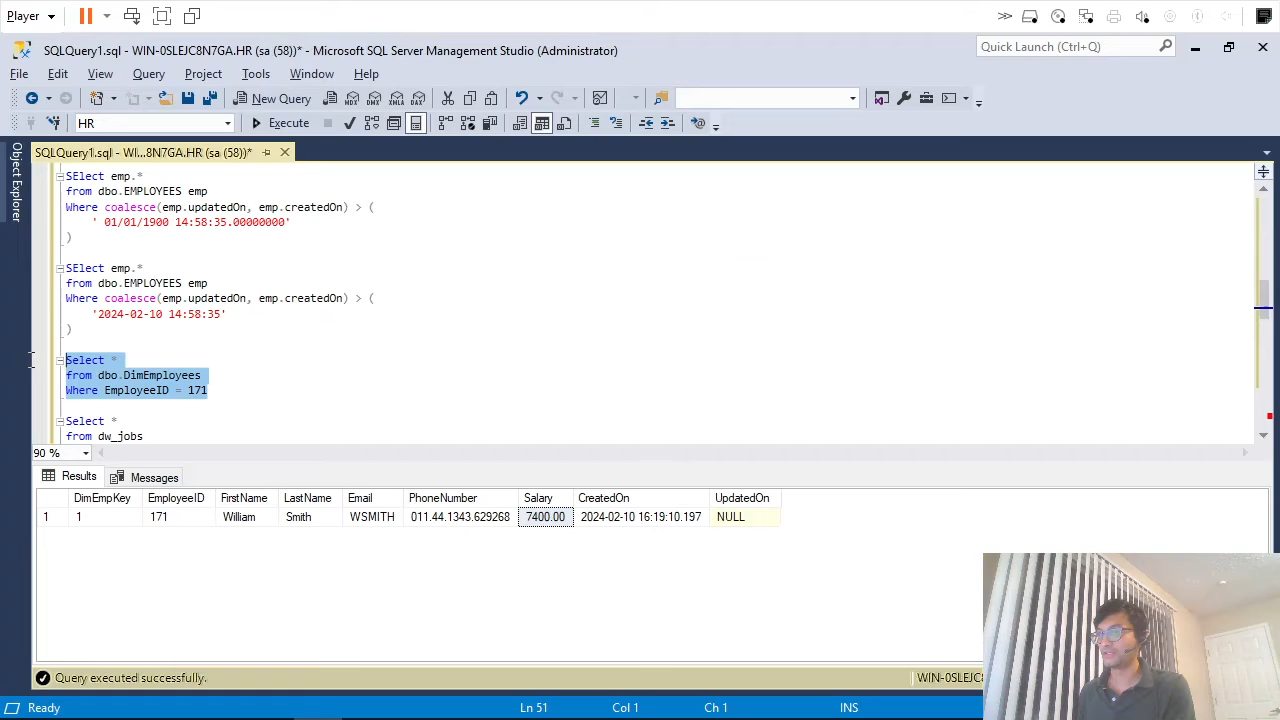 Player
SQLQuery1.sql - WIN-0SLEJC8N7GA.HR (sa (58))* - Microsoft SQL Server Management Studio (Administrator)
Quick Launch (Ctrl+Q)
File Edit View Query Project Tools Window Help
New Query
MDX DMX XMLA DAX
HR
Execute
SQLQuery1.sql - WI...8N7GA.HR (sa (58))*
Object Explorer
SElect emp.*
from dbo.EMPLOYEES emp
Where coalesce(emp.updatedOn, emp.createdOn) > (
' 01/01/1900 14:58:35.00000000'
)
SElect emp.*
from dbo.EMPLOYEES emp
Where coalesce(emp.updatedOn, emp.createdOn) > (
'2024-02-10 14:58:35'
)
Select *
from dbo.DimEmployees
Where EmployeeID = 171
Select *
from dw_jobs
90 %
Results Messages
DimEmpKey EmployeeID FirstName LastName Email PhoneNumber Salary CreatedOn UpdatedOn
1 1 171 William Smith WSMITH 011.44.1343.629268 7400.00 2024-02-10 16:19:10.197 NULL
Query executed successfully.
WIN-0SLEJC8
Ready
Ln 51 Col 1 Ch 1 INS